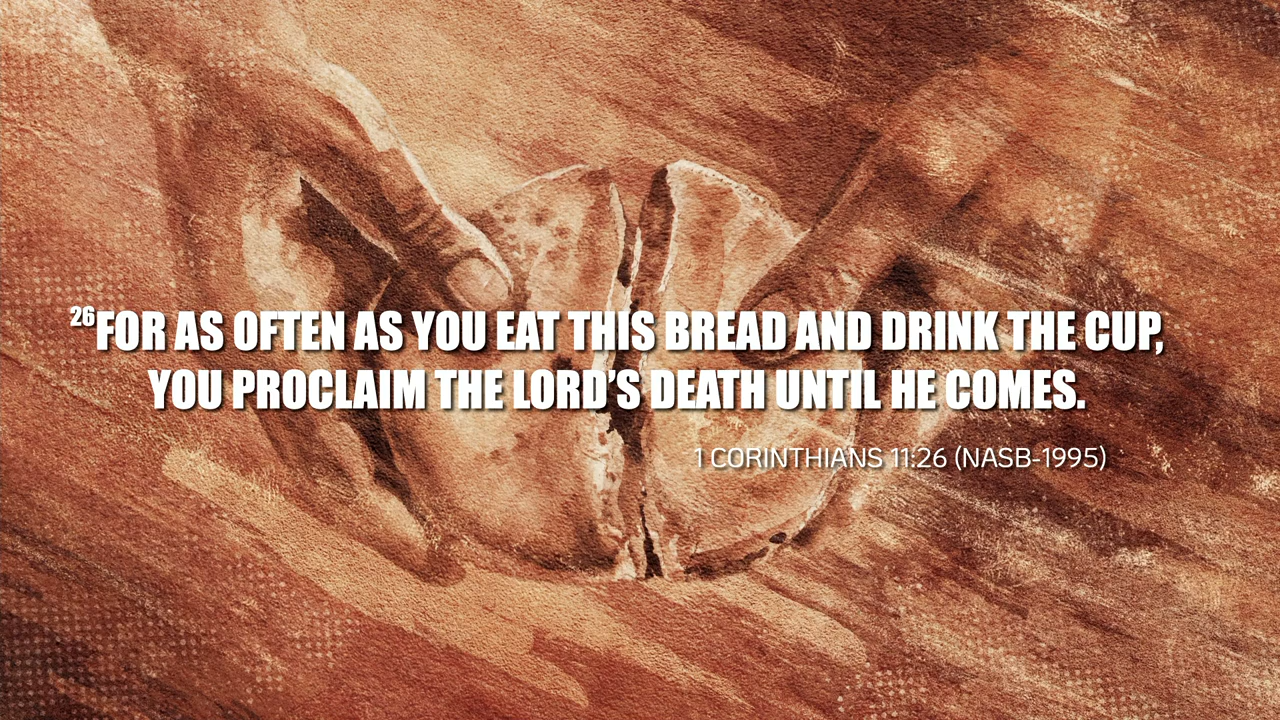 26FOR AS OFTEN AS YOU EAT THIS BREAD AND DRINK THE CUP,
YOU PROCLAIM THE LORD’S DEATH UNTIL HE COMES.
1 CORINTHIANS 11:26 (NASB-1995)